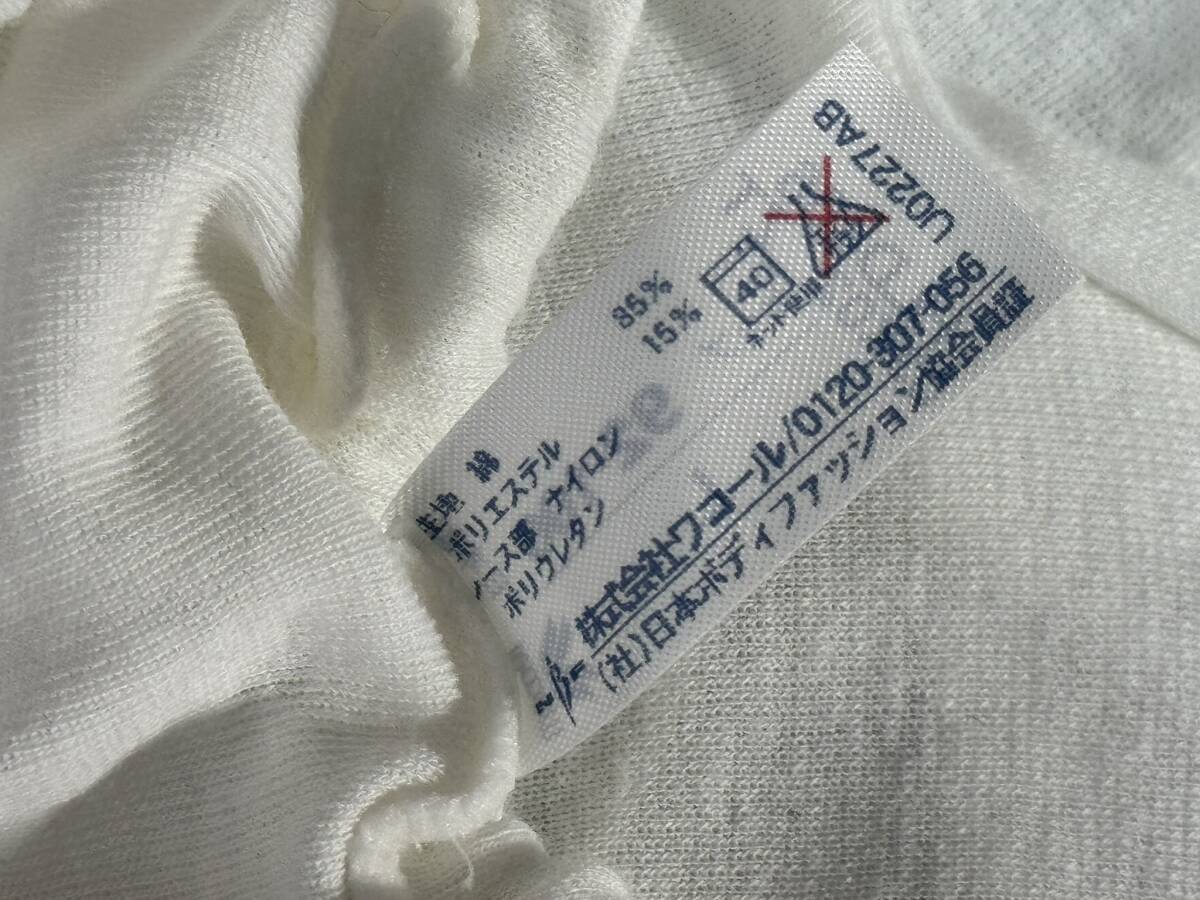 生地 綿 85%
ポリエステル 15%
レース部 ナイロン
ポリウレタン
40
ネット使用
UO227AB
株式会社ワコール/0120-307-056
(社)日本ボディファッション協会会員証